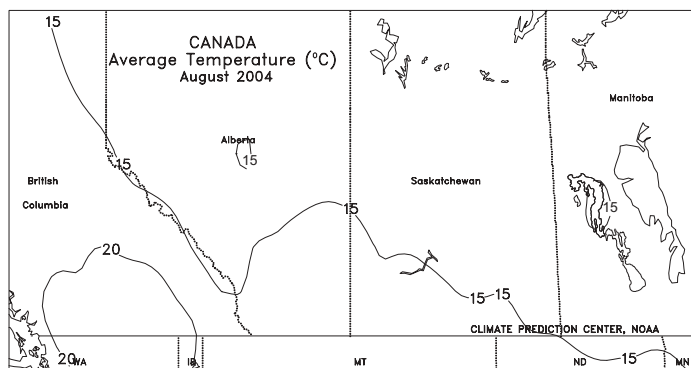 15
CANADA
Average Temperature (°C)
August 2004
Manitoba
Alberta
15
15
British
Columbia
Saskatchewan
15
15
20
15 15
CLIMATE PREDICTION CENTER, NOAA
20 WA
ID
MT
ND
15
MN